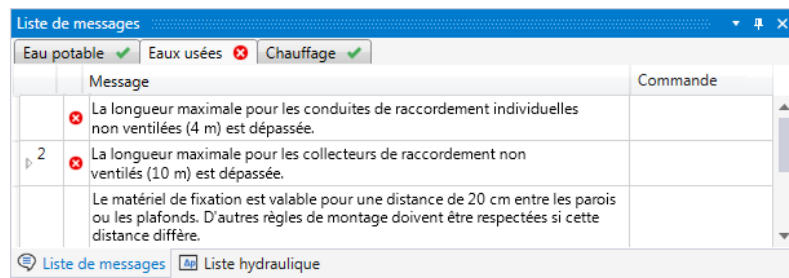 Liste de messages
Eau potable Eaux usées Chauffage
Message Commande
La longueur maximale pour les conduites de raccordement individuelles
non ventilées (4 m) est dépassée.
2 La longueur maximale pour les collecteurs de raccordement non
ventilés (10 m) est dépassée.
Le matériel de fixation est valable pour une distance de 20 cm entre les parois
ou les plafonds. D'autres règles de montage doivent être respectées si cette
distance diffère.
Liste de messages Δp Liste hydraulique